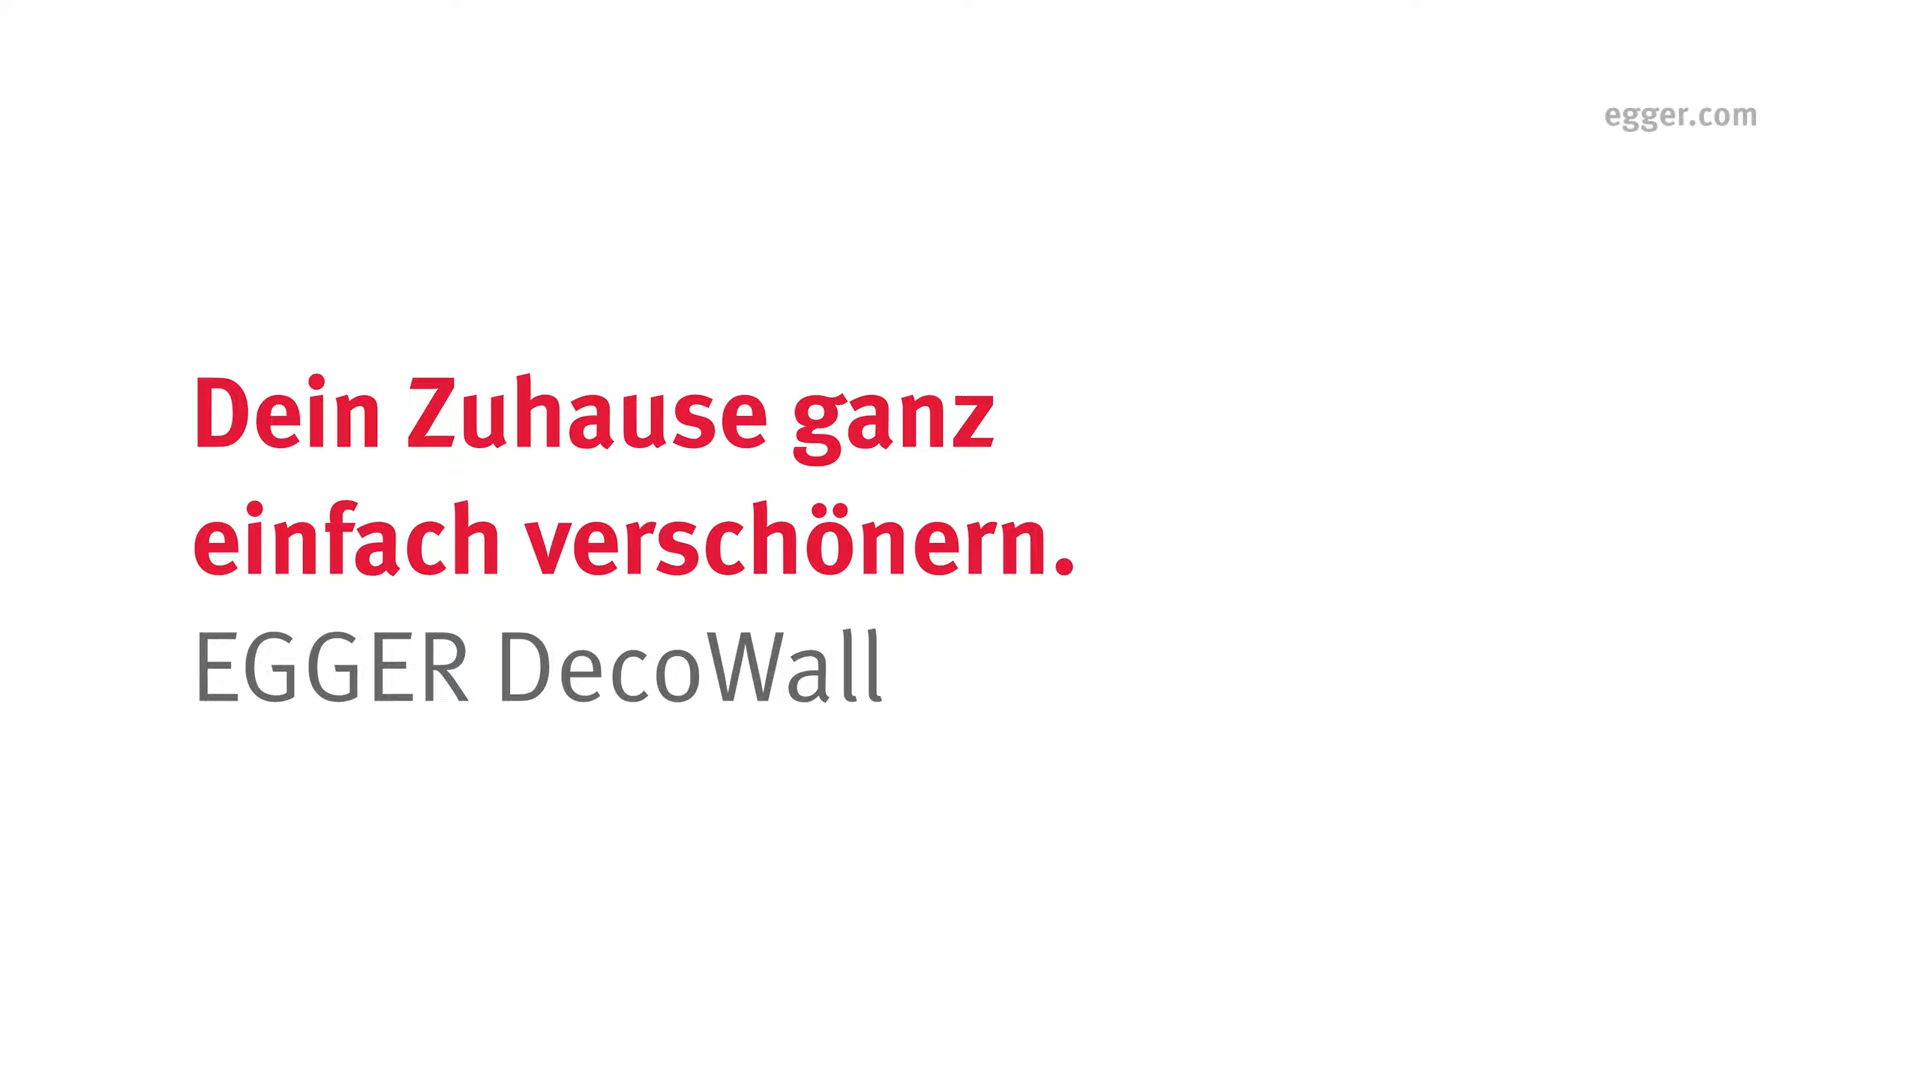 egger.com
Dein Zuhause ganz
einfach verschönern.
EGGER DecoWall